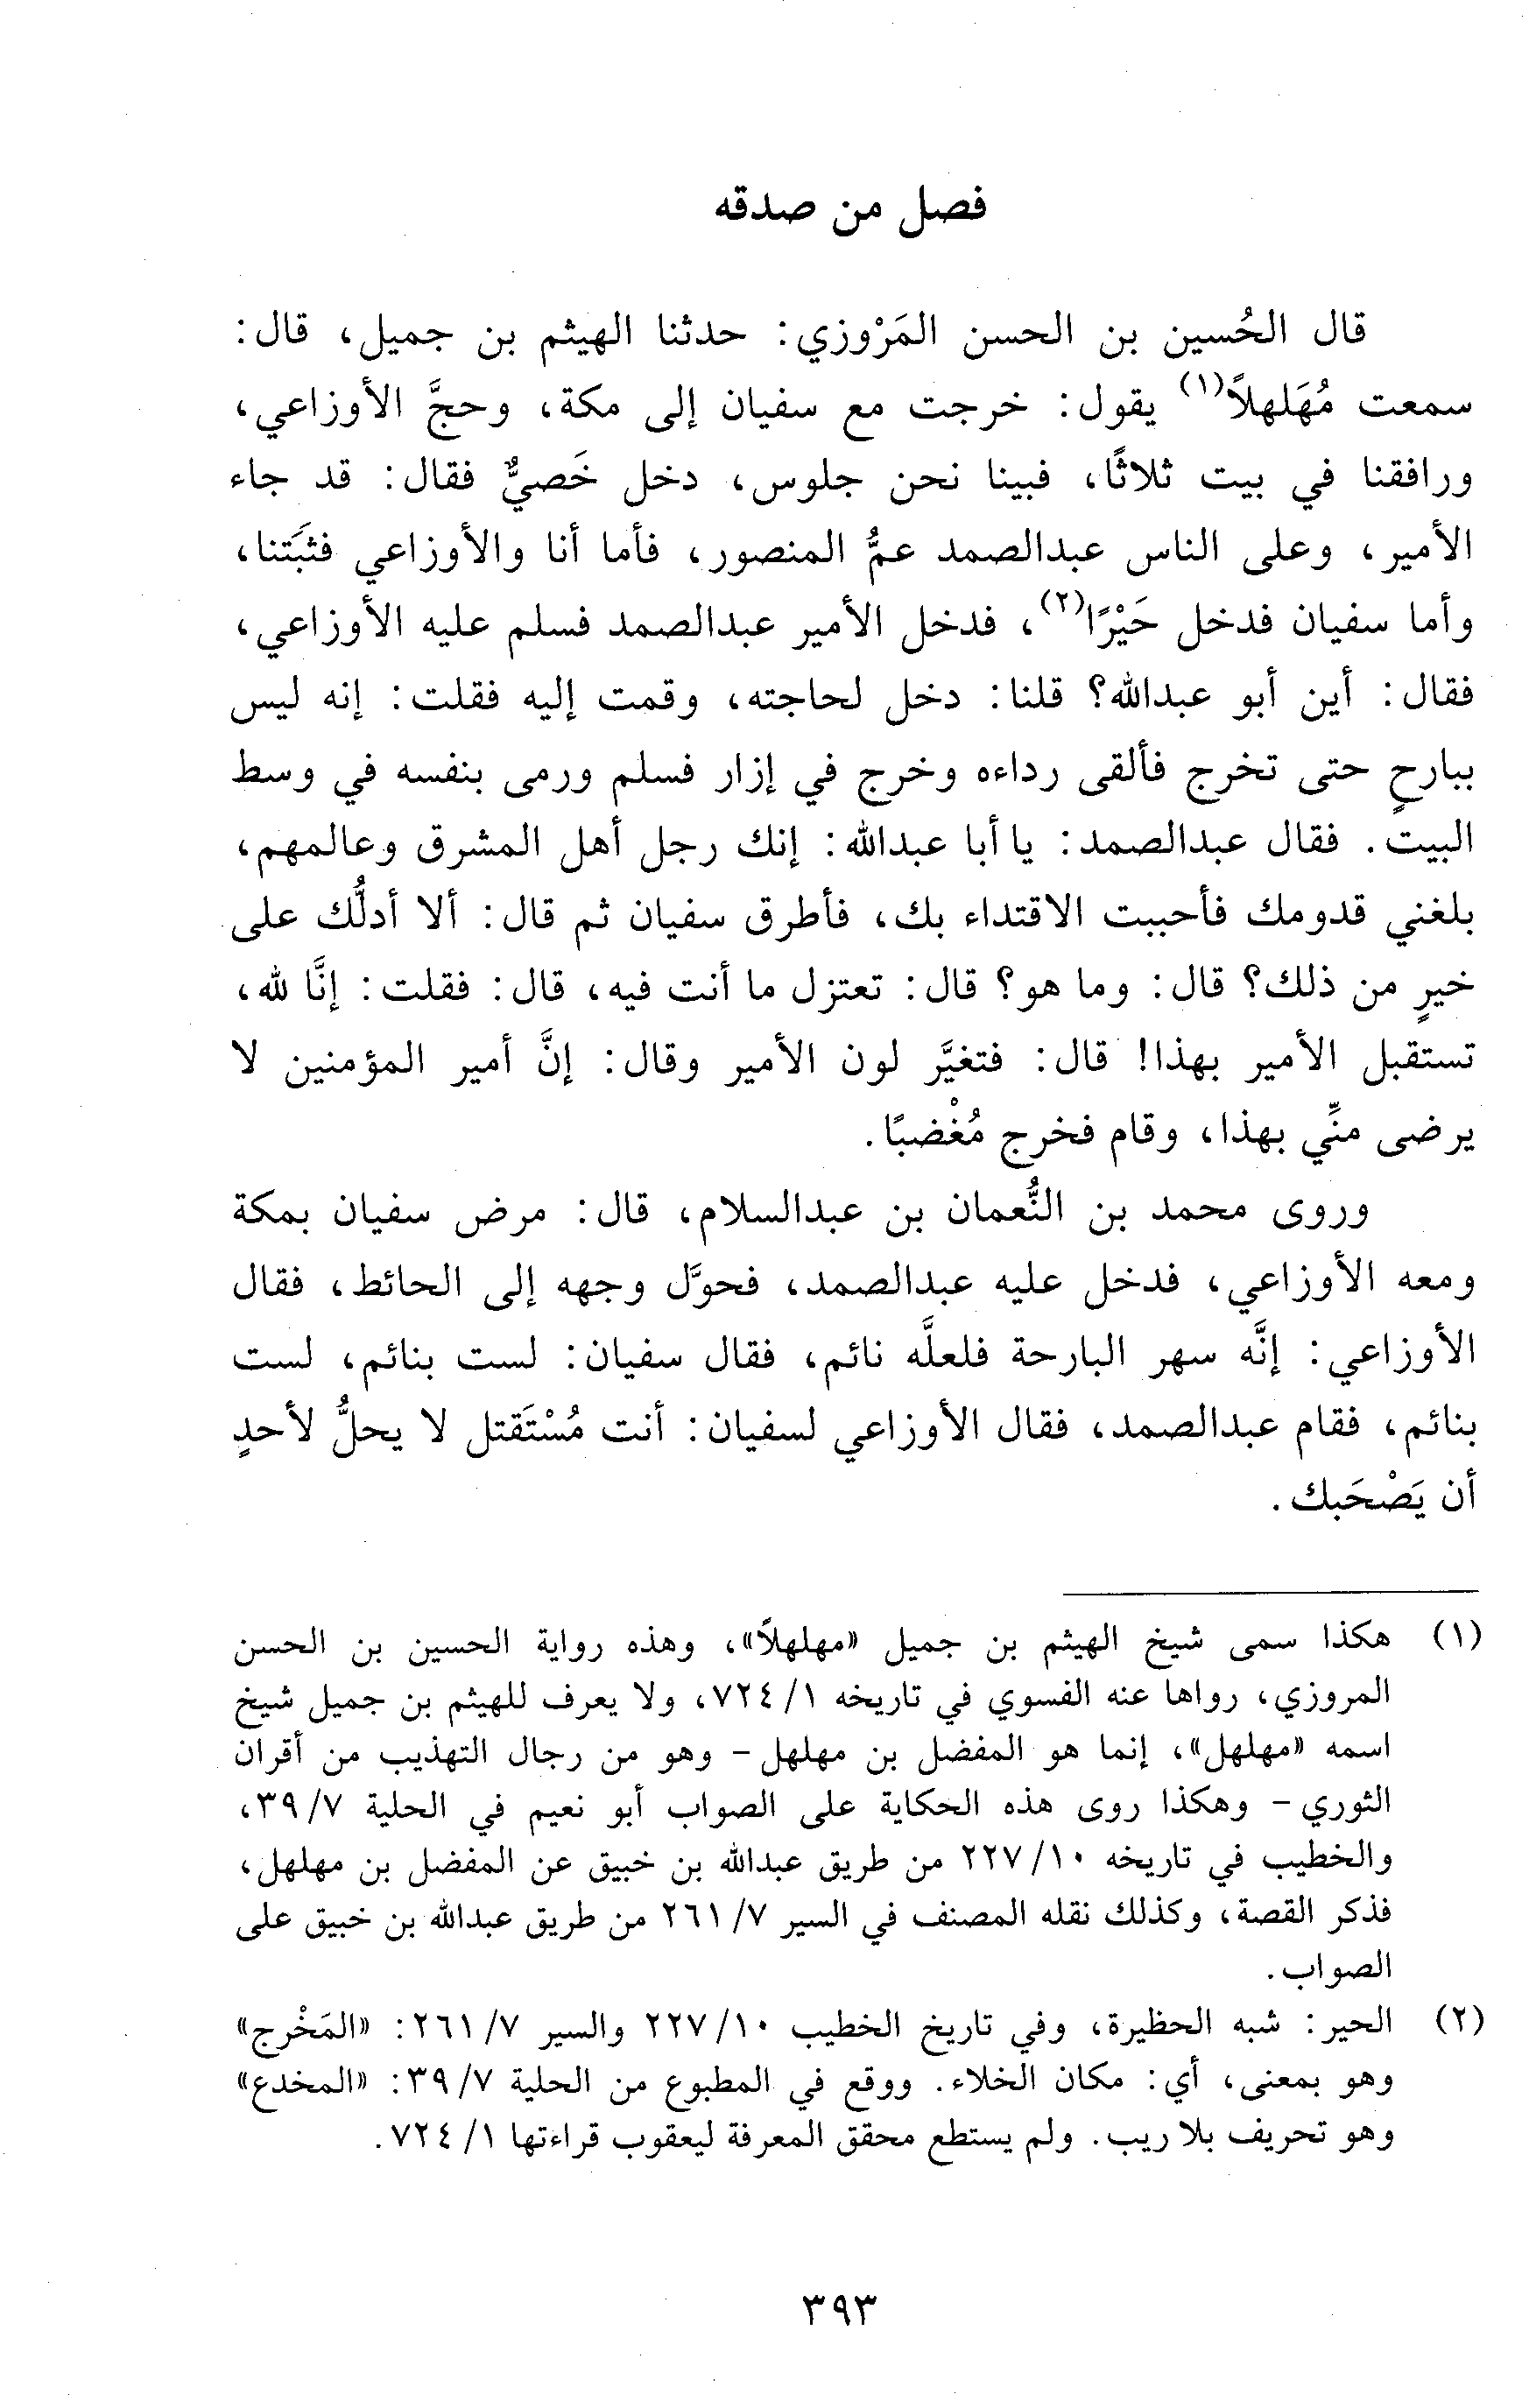 فصل من صدقه
قال الحُسين بن الحسن المَرْوزي: حدثنا الهيثم بن جميل، قال:
سمعت مُهَلهلاً(١) يقول: خرجت مع سفيان إلى مكة، وحجَّ الأوزاعي،
ورافقنا في بيت ثلاثًا، فبينا نحن جلوس، دخل خَصيٌّ فقال: قد جاء
الأمير، وعلى الناس عبدالصمد عمُّ المنصور، فأما أنا والأوزاعي فثبَتنا،
وأما سفيان فدخل حَيْرًا(٢)، فدخل الأمير عبدالصمد فسلم عليه الأوزاعي،
فقال: أين أبو عبدالله؟ قلنا: دخل لحاجته، وقمت إليه فقلت: إنه ليس
ببارحٍ حتى تخرج فألقى رداءه وخرج في إزار فسلم ورمى بنفسه في وسط
البيت. فقال عبدالصمد: يا أبا عبدالله: إنك رجل أهل المشرق وعالمهم،
بلغني قدومك فأحببت الاقتداء بك، فأطرق سفيان ثم قال: ألا أدلُّك على
خيرٍ من ذلك؟ قال: وما هو؟ قال: تعتزل ما أنت فيه، قال: فقلت: إنَّا لله،
تستقبل الأمير بهذا! قال: فتغيَّر لون الأمير وقال: إنَّ أمير المؤمنين لا
يرضى منِّي بهذا، وقام فخرج مُغْضبًا.
وروى محمد بن النُّعمان بن عبدالسلام، قال: مرض سفيان بمكة
ومعه الأوزاعي، فدخل عليه عبدالصمد، فحوَّل وجهه إلى الحائط، فقال
الأوزاعي: إنَّه سهر البارحة فلعلَّه نائم، فقال سفيان: لست بنائم، لست
بنائم، فقام عبدالصمد، فقال الأوزاعي لسفيان: أنت مُسْتَقتل لا يحلُّ لأحدٍ
أن يَصْحَبك.
(١) هكذا سمى شيخ الهيثم بن جميل «مهلهلاً»، وهذه رواية الحسين بن الحسن
المروزي، رواها عنه الفسوي في تاريخه ١/ ٧٢٤، ولا يعرف للهيثم بن جميل شيخ
اسمه «مهلهل»، إنما هو المفضل بن مهلهل - وهو من رجال التهذيب من أقران
الثوري - وهكذا روى هذه الحكاية على الصواب أبو نعيم في الحلية ٧/ ٣٩،
والخطيب في تاريخه ١٠/ ٢٢٧ من طريق عبدالله بن خبيق عن المفضل بن مهلهل،
فذكر القصة، وكذلك نقله المصنف في السير ٧/ ٢٦١ من طريق عبدالله بن خبيق على
الصواب.
(٢) الحير: شبه الحظيرة، وفي تاريخ الخطيب ١٠/ ٢٢٧ والسير ٧/ ٢٦١: «المَخْرج»
وهو بمعنى، أي: مكان الخلاء. ووقع في المطبوع من الحلية ٧/ ٣٩: «المخدع»
وهو تحريف بلا ريب. ولم يستطع محقق المعرفة ليعقوب قراءتها ١/ ٧٢٤.
٣٩٣